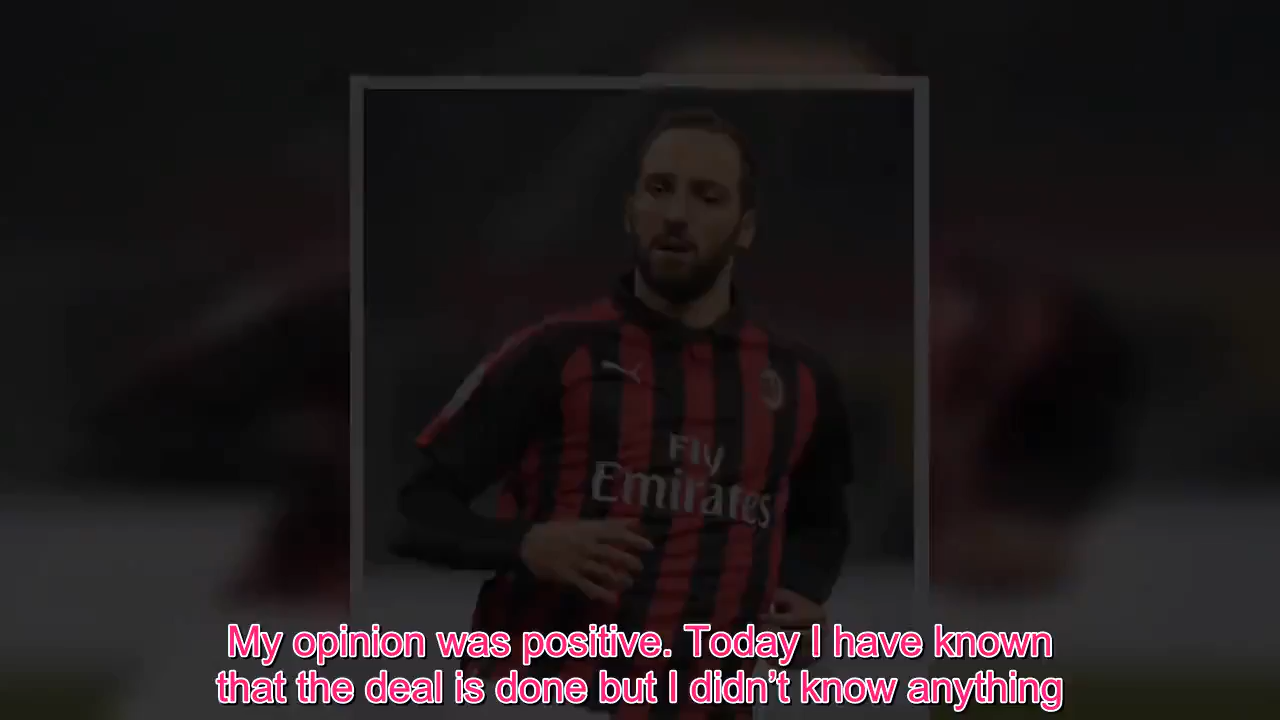 Fly
Emirates
My opinion was positive. Today I have known
that the deal is done but I didn’t know anything